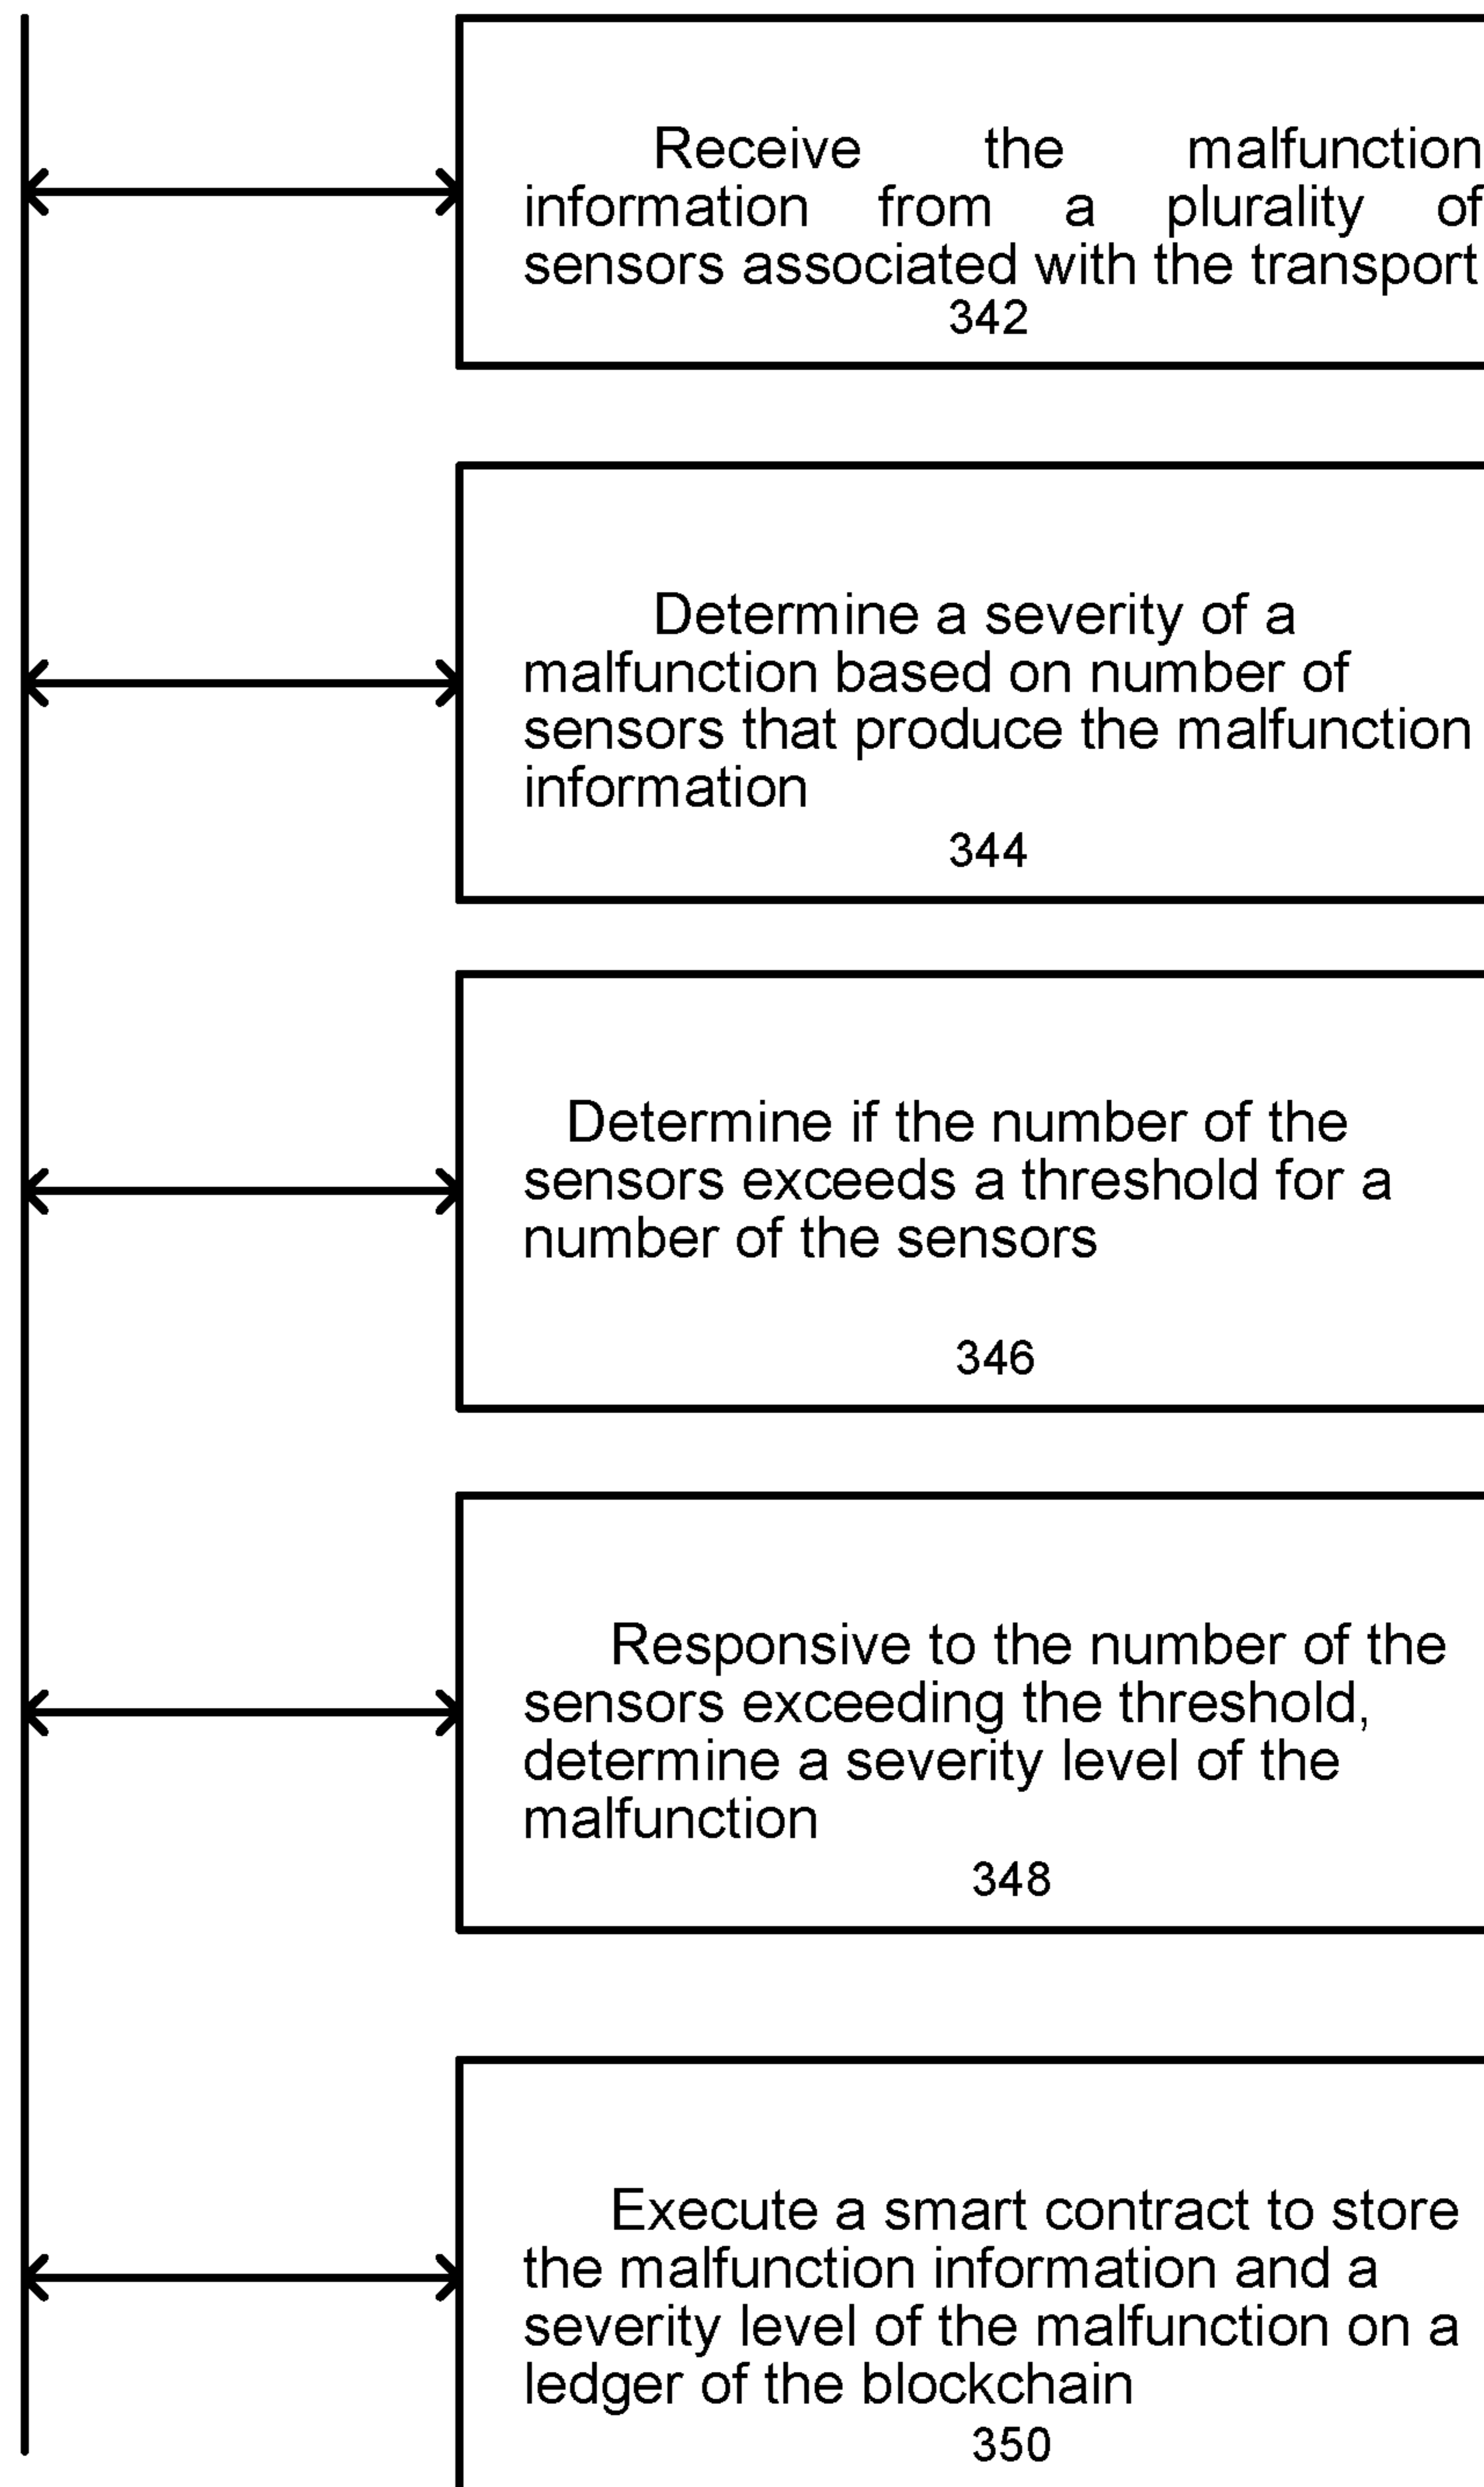 Receive the malfunction
information from a plurality of
sensors associated with the transport
342
Determine a severity of a
malfunction based on number of
sensors that produce the malfunction
information
344
Determine if the number of the
sensors exceeds a threshold for a
number of the sensors
346
Responsive to the number of the
sensors exceeding the threshold,
determine a severity level of the
malfunction
348
Execute a smart contract to store
the malfunction information and a
severity level of the malfunction on a
ledger of the blockchain
350